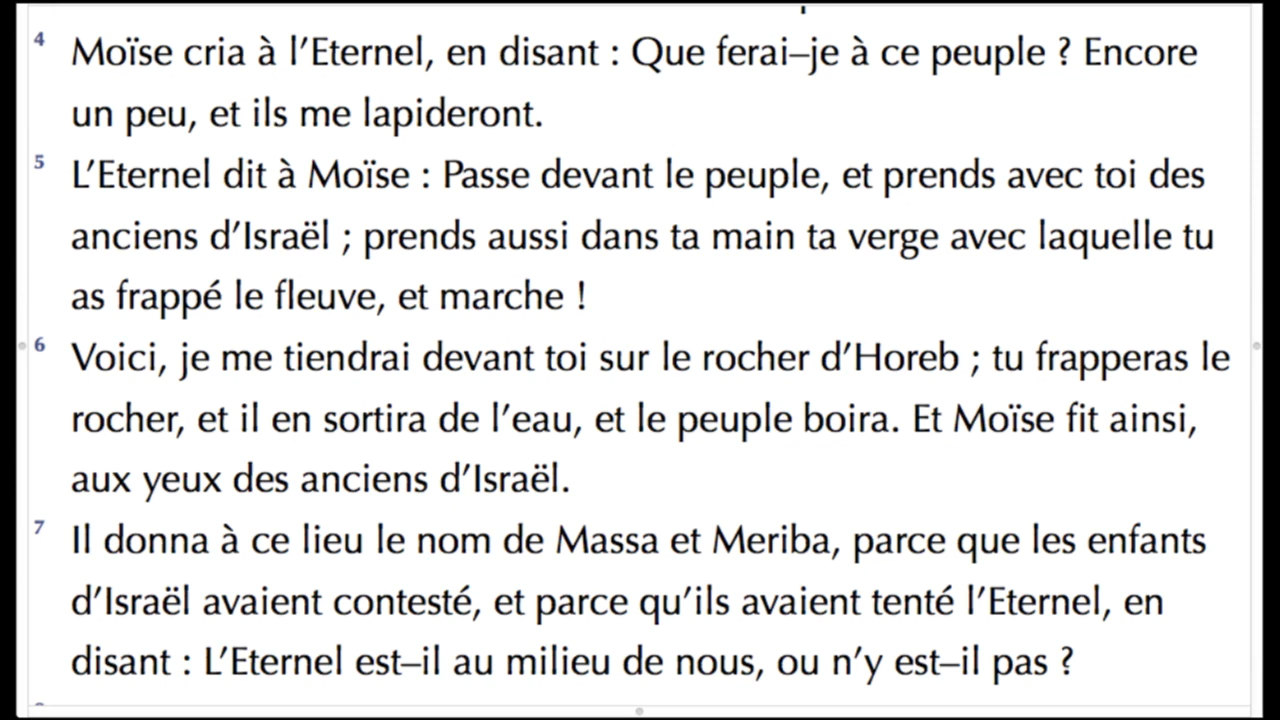 4 Moïse cria à l’Eternel, en disant : Que ferai–je à ce peuple ? Encore
un peu, et ils me lapideront.
5 L’Eternel dit à Moïse : Passe devant le peuple, et prends avec toi des
anciens d’Israël ; prends aussi dans ta main ta verge avec laquelle tu
as frappé le fleuve, et marche !
6 Voici, je me tiendrai devant toi sur le rocher d’Horeb ; tu frapperas le
rocher, et il en sortira de l’eau, et le peuple boira. Et Moïse fit ainsi,
aux yeux des anciens d’Israël.
7 Il donna à ce lieu le nom de Massa et Meriba, parce que les enfants
d’Israël avaient contesté, et parce qu’ils avaient tenté l’Eternel, en
disant : L’Eternel est–il au milieu de nous, ou n’y est–il pas ?